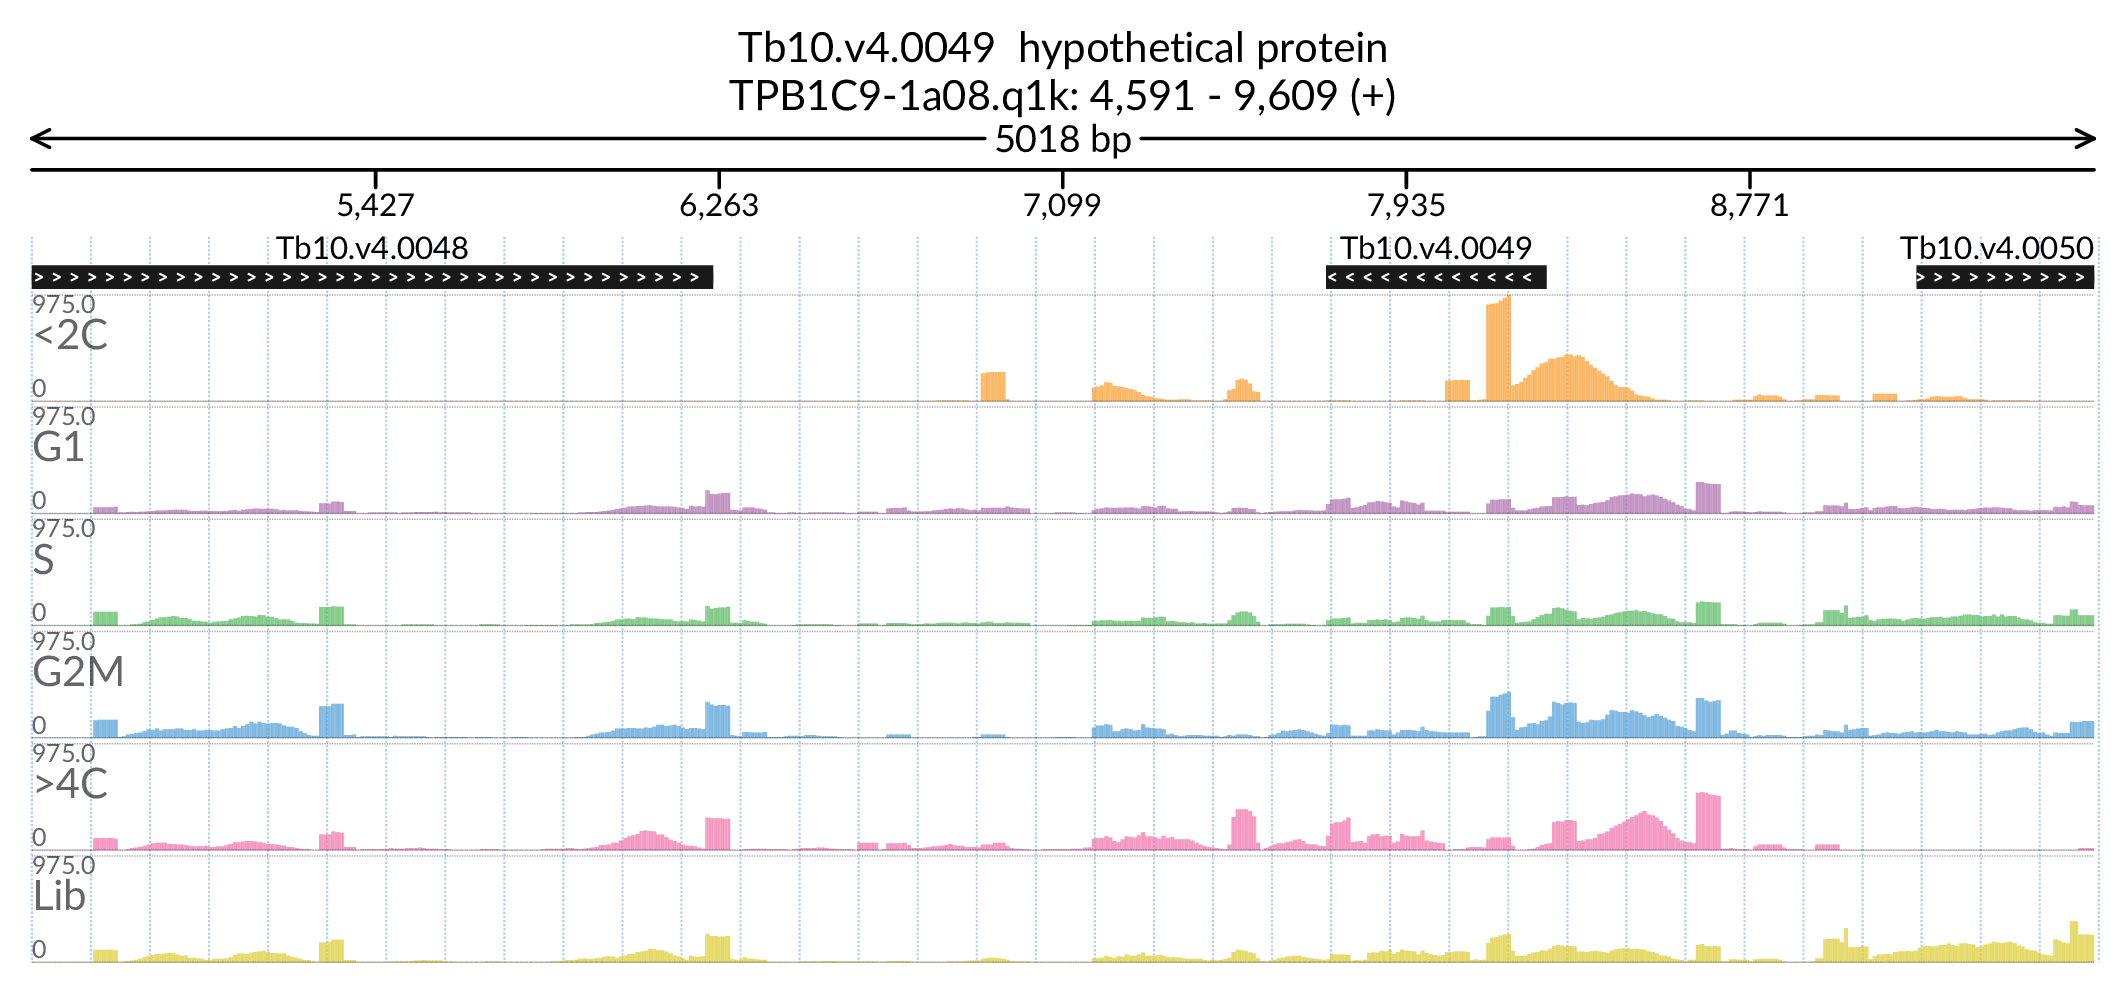 Tb10.v4.0049  hypothetical protein
TPB1C9-1a08.q1k: 4,591 - 9,609 (+)
5018 bp
5,427 6,263 7,099 7,935 8,771
Tb10.v4.0048 Tb10.v4.0049 Tb10.v4.0050
975.0
<2C
0
975.0
G1
0
975.0
S
0
975.0
G2M
0
975.0
>4C
0
975.0
Lib
0